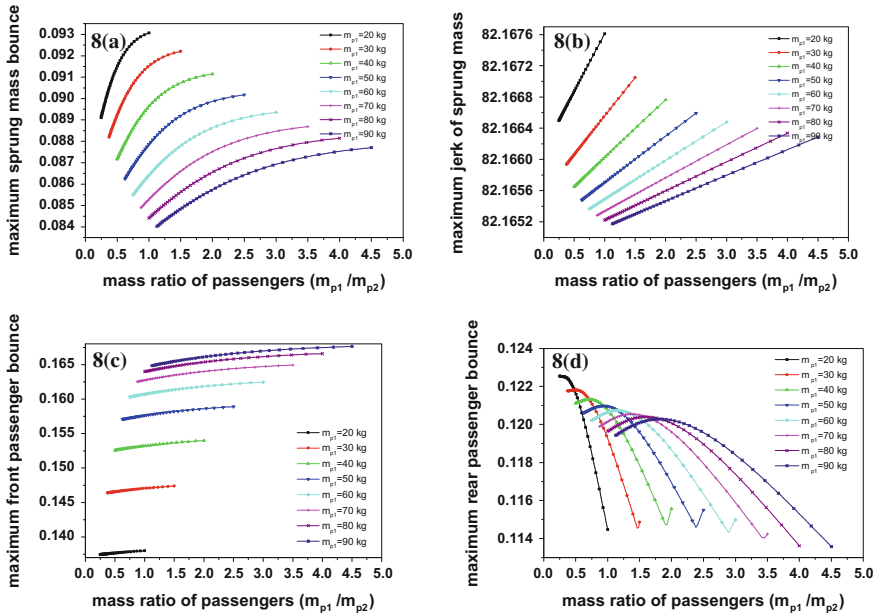 8(a)
maximum sprung mass bounce
0.093
0.092
0.091
0.090
0.089
0.088
0.087
0.086
0.085
0.084
0.0 0.5 1.0 1.5 2.0 2.5 3.0 3.5 4.0 4.5 5.0
mass ratio of passengers (m_p1 /m_p2)
m_p1=20 kg
m_p1=30 kg
m_p1=40 kg
m_p1=50 kg
m_p1=60 kg
m_p1=70 kg
m_p1=80 kg
m_p1=90 kg
8(b)
maximum jerk of sprung mass
82.1676
82.1672
82.1668
82.1664
82.1660
82.1656
82.1652
0.0 0.5 1.0 1.5 2.0 2.5 3.0 3.5 4.0 4.5 5.0
mass ratio of passengers (m_p1 /m_p2)
m_p1=20 kg
m_p1=30 kg
m_p1=40 kg
m_p1=50 kg
m_p1=60 kg
m_p1=70 kg
m_p1=80 kg
m_p1=90 kg
8(c)
maximum front passenger bounce
0.165
0.160
0.155
0.150
0.145
0.140
0.0 0.5 1.0 1.5 2.0 2.5 3.0 3.5 4.0 4.5 5.0
mass ratio of passengers (m_p1 /m_p2)
m_p1=20 kg
m_p1=30 kg
m_p1=40 kg
m_p1=50 kg
m_p1=60 kg
m_p1=70 kg
m_p1=80 kg
m_p1=90 kg
8(d)
maximum rear passenger bounce
0.124
0.122
0.120
0.118
0.116
0.114
0.0 0.5 1.0 1.5 2.0 2.5 3.0 3.5 4.0 4.5 5.0
mass ratio of passengers (m_p1 /m_p2)
m_p1=20 kg
m_p1=30 kg
m_p1=40 kg
m_p1=50 kg
m_p1=60 kg
m_p1=70 kg
m_p1=80 kg
m_p1=90 kg